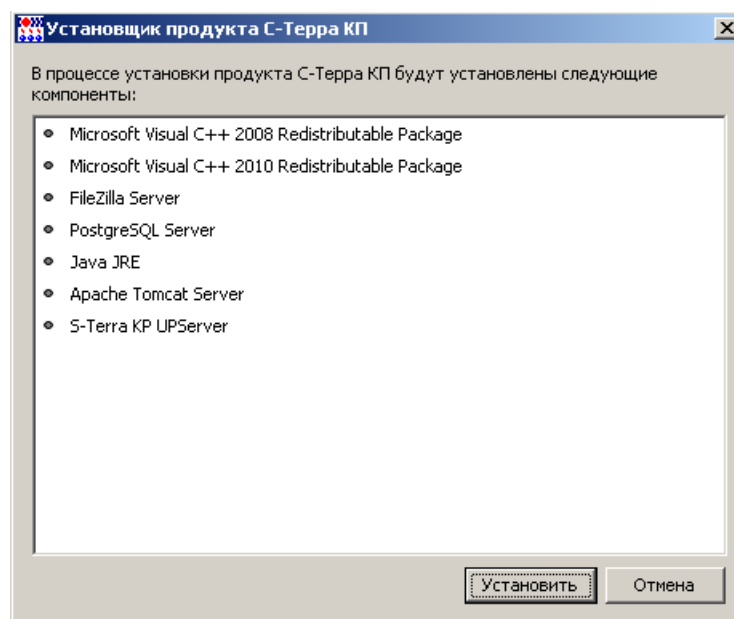 Установщик продукта С-Терра КП
В процессе установки продукта С-Терра КП будут установлены следующие
компоненты:
Microsoft Visual C++ 2008 Redistributable Package
Microsoft Visual C++ 2010 Redistributable Package
FileZilla Server
PostgreSQL Server
Java JRE
Apache Tomcat Server
S-Terra KP UPServer
Установить Отмена